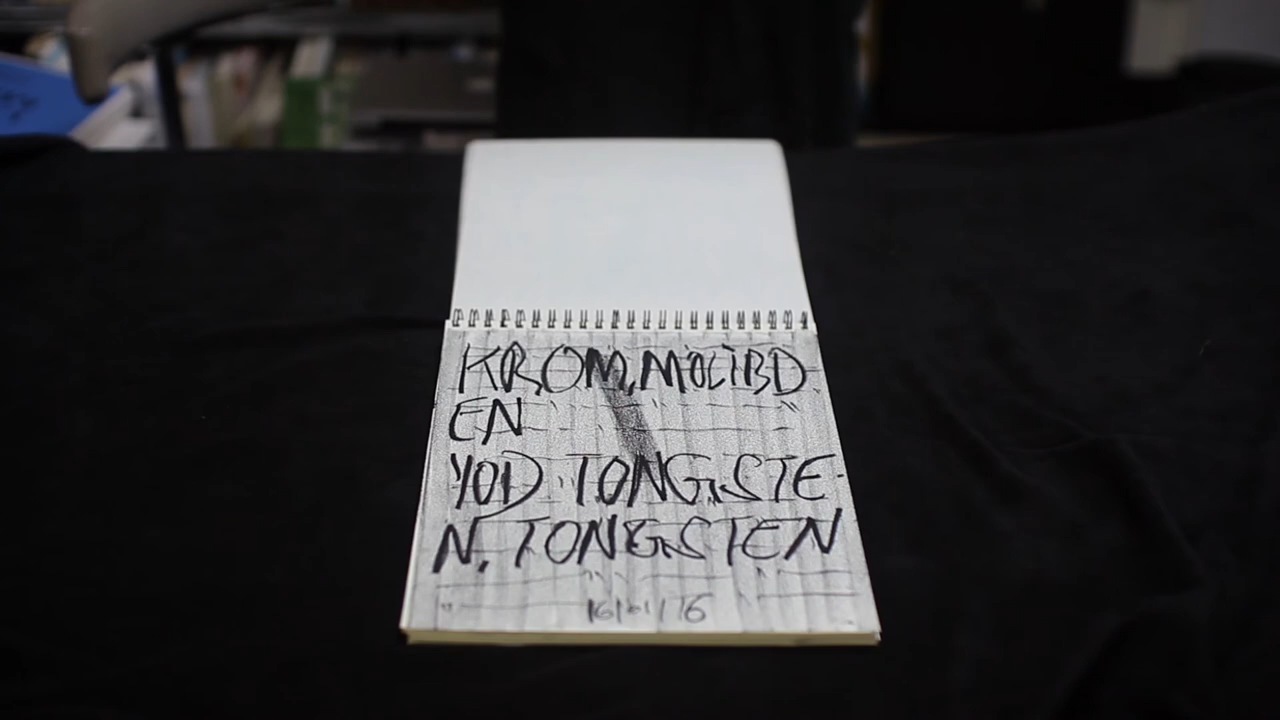 KROM, MOLİBD
EN
YOD TONGSTE
N, TONGSTEN
16/01/16